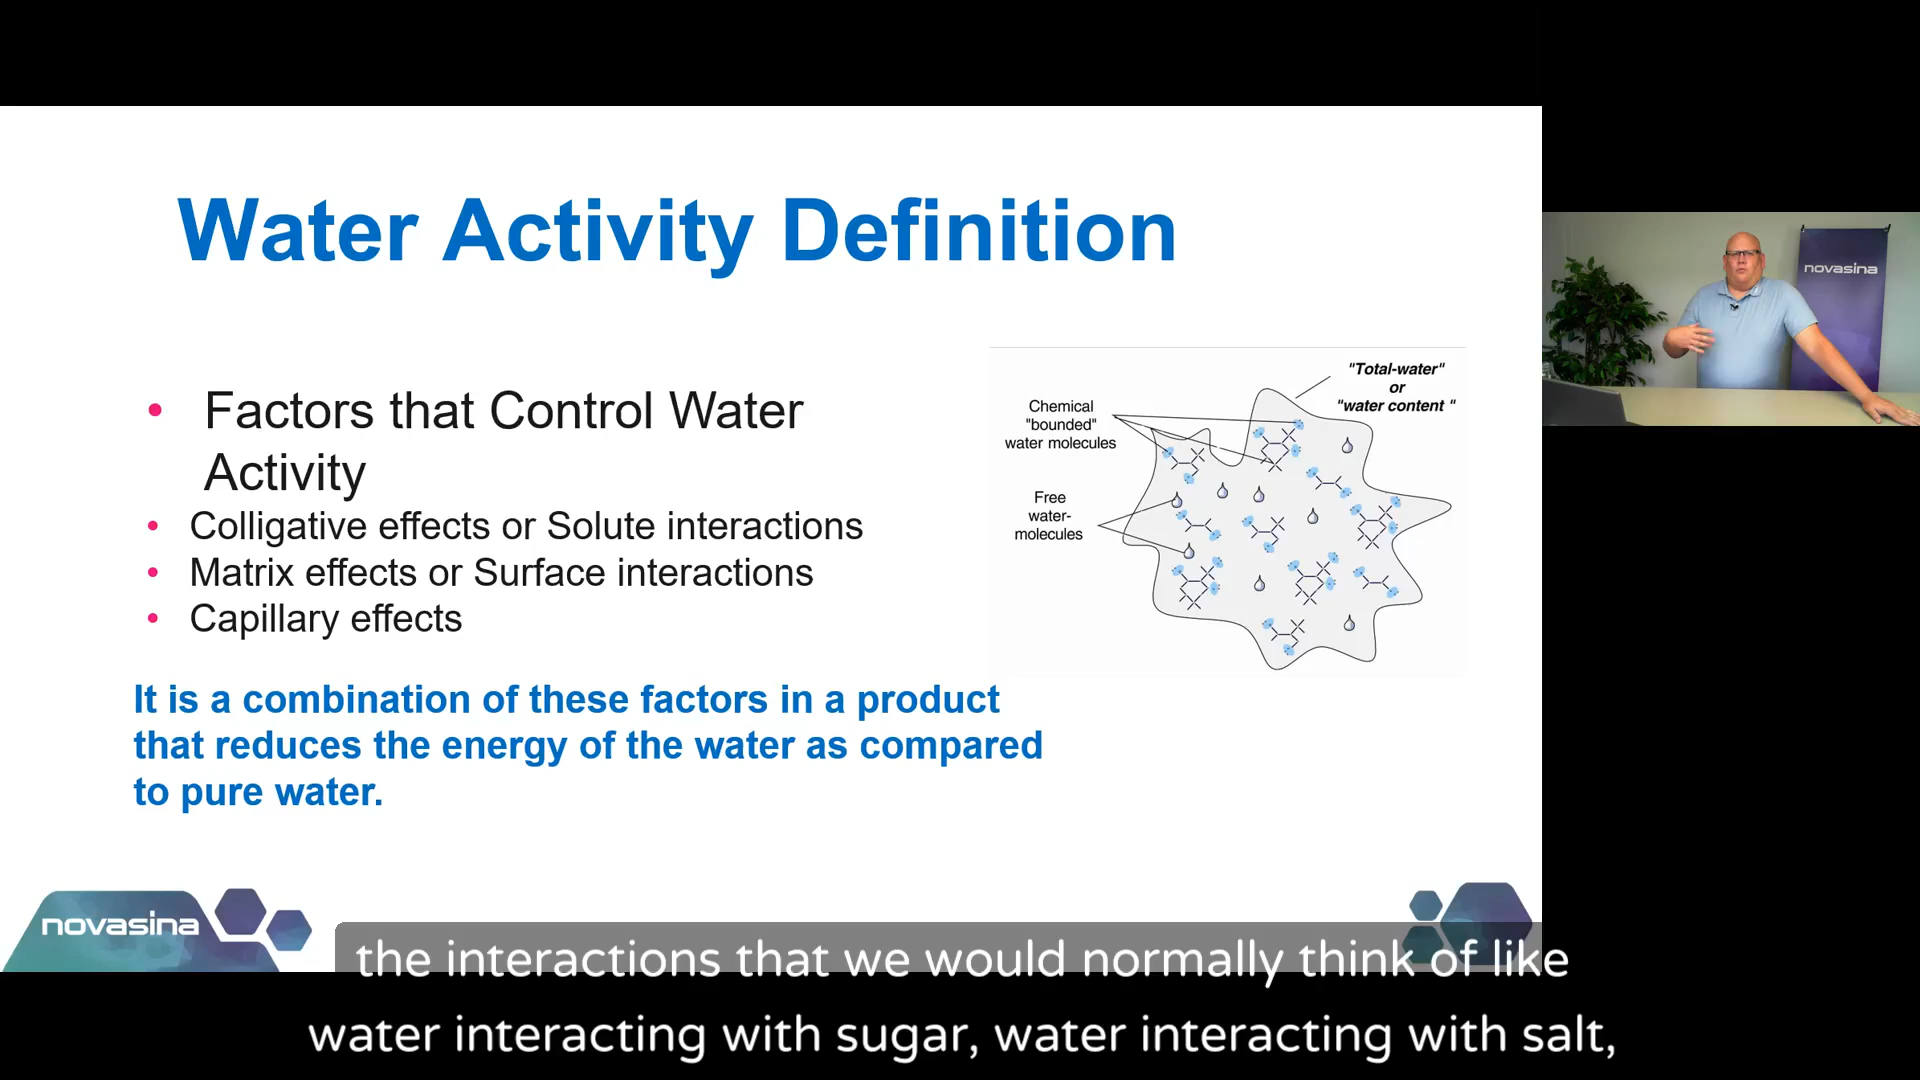 Water Activity Definition
• Factors that Control Water
Activity
• Colligative effects or Solute interactions
• Matrix effects or Surface interactions
• Capillary effects
It is a combination of these factors in a product
that reduces the energy of the water as compared
to pure water.
"Total-water"
or
"water content "
Chemical
"bounded"
water molecules
Free
water-
molecules
novasina
novasina
the interactions that we would normally think of like
water interacting with sugar, water interacting with salt,